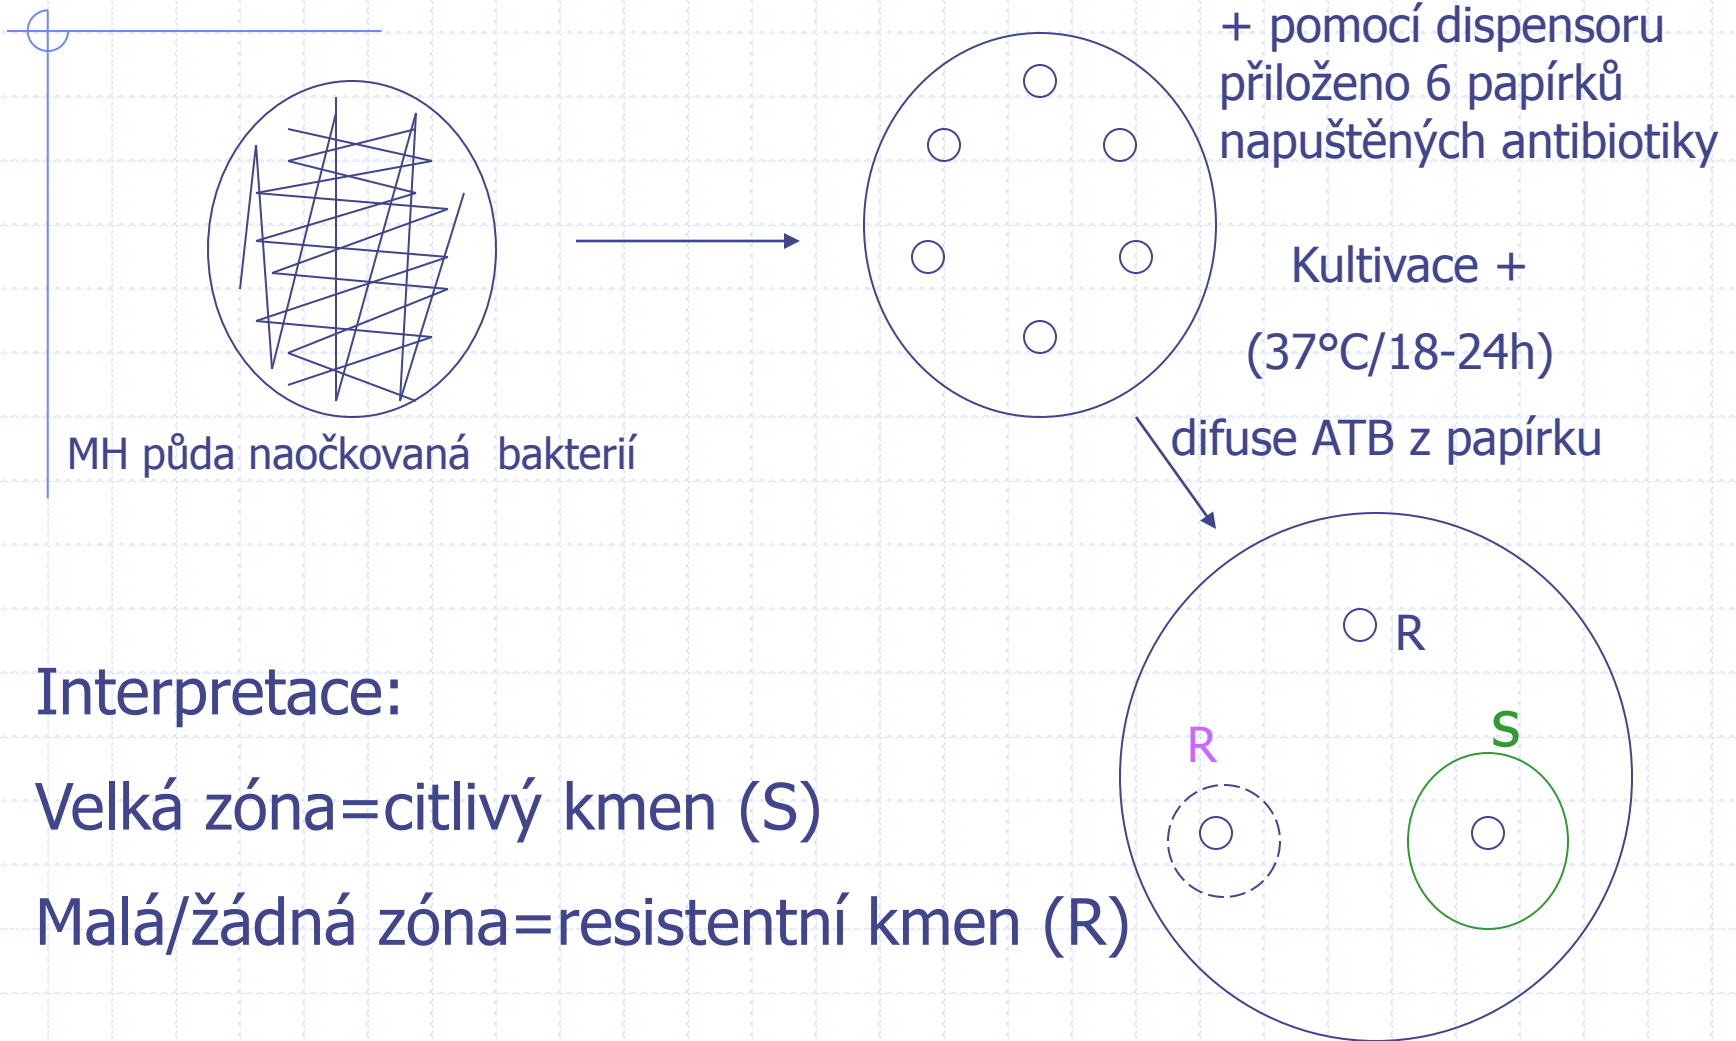 + pomocí dispensoru
přiloženo 6 papírků
napuštěných antibiotiky
Kultivace +
(37°C/18-24h)
difuse ATB z papírku
MH půda naočkovaná  bakterií
R
R
S
Interpretace:
Velká zóna=citlivý kmen (S)
Malá/žádná zóna=resistentní kmen (R)